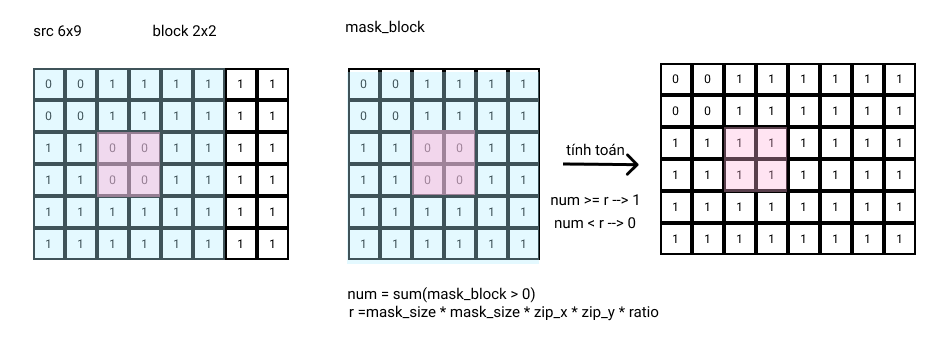 src 6x9 block 2x2
mask_block
0 0 1 1 1 1 1 1
0 0 1 1 1 1 1 1
1 1 0 0 1 1 1 1
1 1 0 0 1 1 1 1
1 1 1 1 1 1 1 1
1 1 1 1 1 1 1 1
0 0 1 1 1 1
0 0 1 1 1 1
1 1 0 0 1 1
1 1 0 0 1 1
1 1 1 1 1 1
1 1 1 1 1 1
tính toán
num >= r --> 1
num < r --> 0
0 0 1 1 1 1 1 1
0 0 1 1 1 1 1 1
1 1 1 1 1 1 1 1
1 1 1 1 1 1 1 1
1 1 1 1 1 1 1 1
1 1 1 1 1 1 1 1
num = sum(mask_block > 0)
r =mask_size * mask_size * zip_x * zip_y * ratio